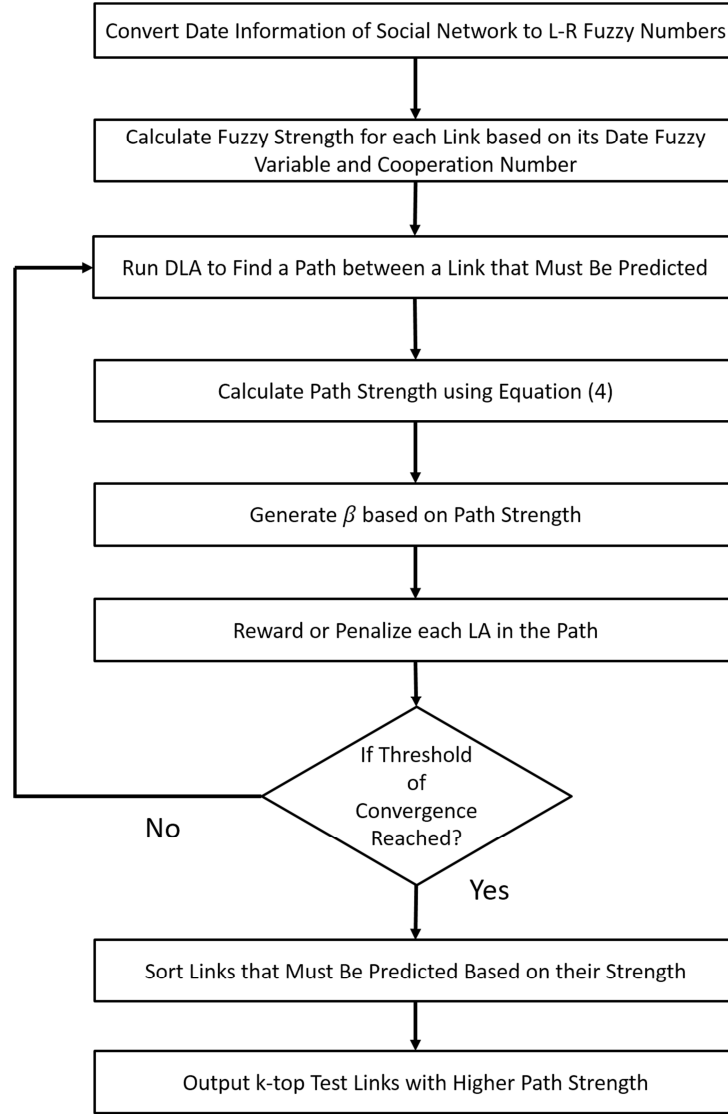 Convert Date Information of Social Network to L-R Fuzzy Numbers
Calculate Fuzzy Strength for each Link based on its Date Fuzzy
Variable and Cooperation Number
Run DLA to Find a Path between a Link that Must Be Predicted
Calculate Path Strength using Equation (4)
Generate β based on Path Strength
Reward or Penalize each LA in the Path
If Threshold
of
Convergence
Reached?
No
Yes
Sort Links that Must Be Predicted Based on their Strength
Output k-top Test Links with Higher Path Strength